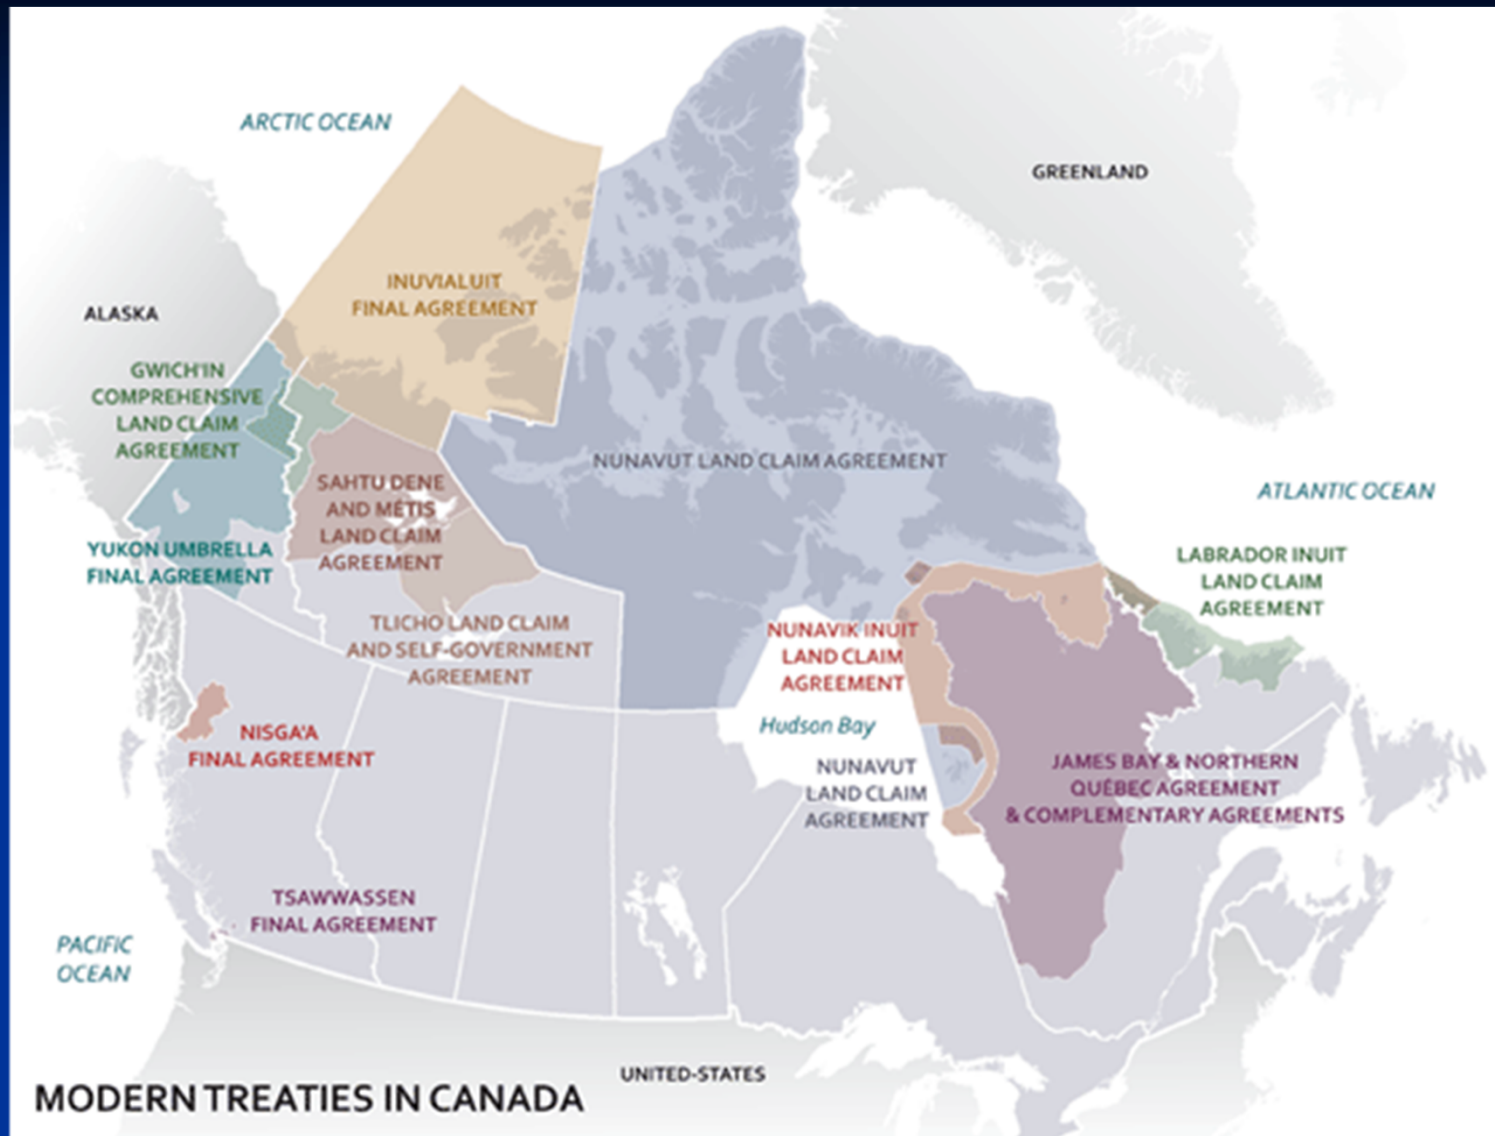 ARCTIC OCEAN
GREENLAND
INUVIALUIT
FINAL AGREEMENT
ALASKA
GWICH'IN
COMPREHENSIVE
LAND CLAIM
AGREEMENT
NUNAVUT LAND CLAIM AGREEMENT
SAHTU DENE
AND MÉTIS
LAND CLAIM
AGREEMENT
ATLANTIC OCEAN
YUKON UMBRELLA
FINAL AGREEMENT
LABRADOR INUIT
LAND CLAIM
AGREEMENT
TLICHO LAND CLAIM
AND SELF-GOVERNMENT
AGREEMENT
NUNAVIK INUIT
LAND CLAIM
AGREEMENT
Hudson Bay
NISGA'A
FINAL AGREEMENT
NUNAVUT
LAND CLAIM
AGREEMENT
JAMES BAY & NORTHERN
QUÉBEC AGREEMENT
& COMPLEMENTARY AGREEMENTS
TSAWWASSEN
FINAL AGREEMENT
PACIFIC
OCEAN
UNITED-STATES
MODERN TREATIES IN CANADA